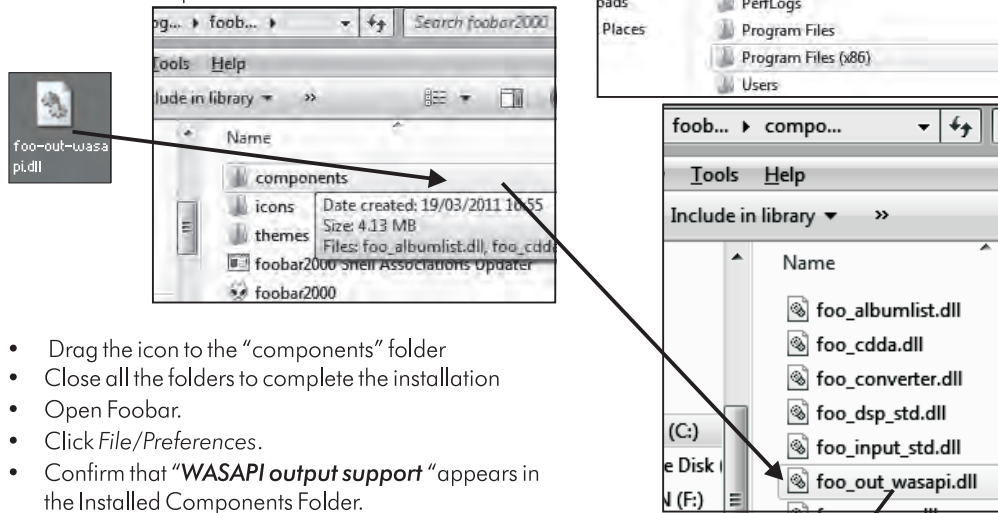 og... ▸ foob... ▸ Search foobar2000
Tools Help
lude in library »
Name
components
icons
themes
Date created: 19/03/2011 16:55
Size: 4.13 MB
Files: foo_albumlist.dll, foo_cdda
foobar2000 Shell Associations Updater
foobar2000
foo-out-wasa
pi.dll
Places
PerfLogs
Program Files
Program Files (x86)
Users
foob... ▸ compo...
Tools Help
Include in library »
Name
foo_albumlist.dll
foo_cdda.dll
foo_converter.dll
foo_dsp_std.dll
foo_input_std.dll
foo_out_wasapi.dll
(C:)
e Disk (
N (F:)
• Drag the icon to the “components” folder
• Close all the folders to complete the installation
• Open Foobar.
• Click File/Preferences.
• Confirm that “WASAPI output support “appears in
the Installed Components Folder.